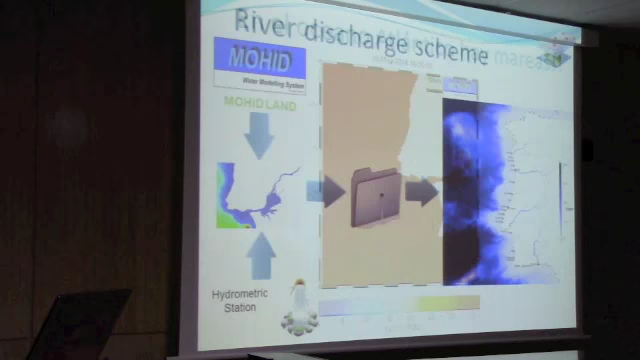 River discharge scheme
MOHID
Water Modelling System
MOHID LAND
Hydrometric
Station